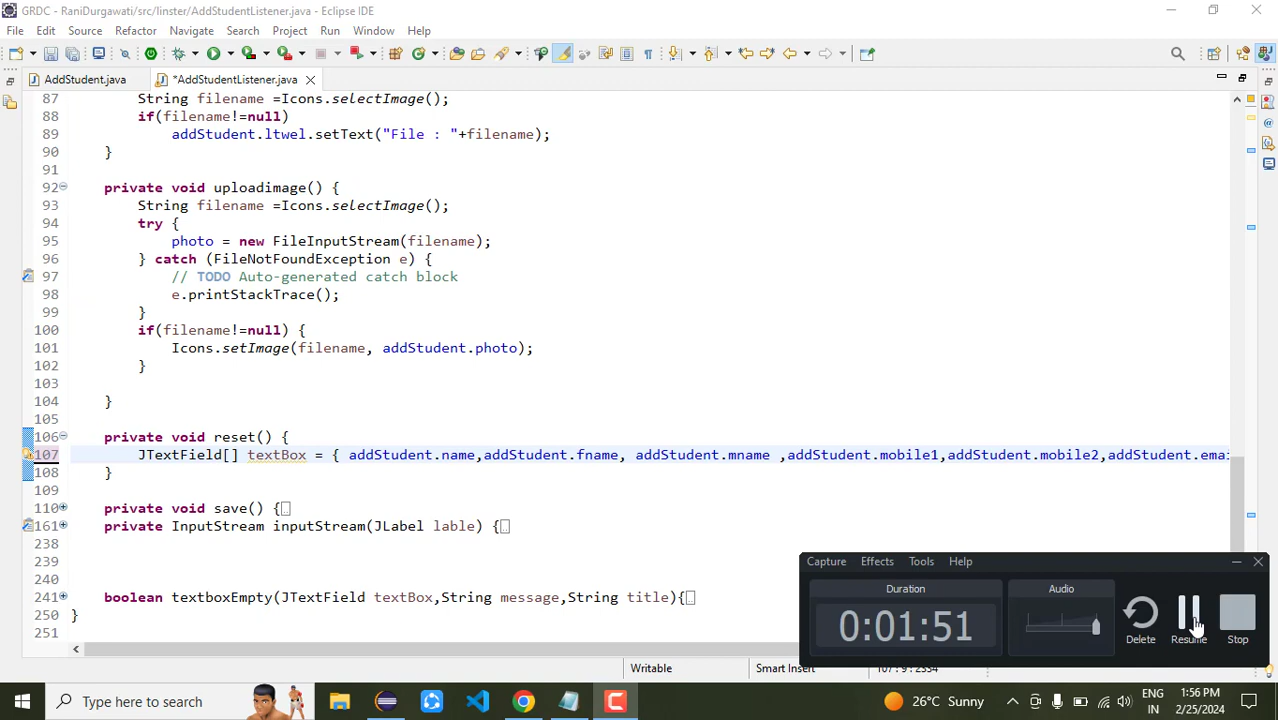 GRDC - RaniDurgawati/src/linster/AddStudentListener.java - Eclipse IDE
File Edit Source Refactor Navigate Search Project Run Window Help
AddStudent.java *AddStudentListener.java
87 String filename =Icons.selectImage();
88 if(filename!=null)
89 addStudent.ltwel.setText("File : "+filename);
90 }
91
92 private void uploadimage() {
93 String filename =Icons.selectImage();
94 try {
95 photo = new FileInputStream(filename);
96 } catch (FileNotFoundException e) {
97 // TODO Auto-generated catch block
98 e.printStackTrace();
99 }
100 if(filename!=null) {
101 Icons.setImage(filename, addStudent.photo);
102 }
103
104 }
105
106 private void reset() {
107 JTextField[] textBox = { addStudent.name,addStudent.fname, addStudent.mname ,addStudent.mobile1,addStudent.mobile2,addStudent.emai
108 }
109
110 private void save() {
161 private InputStream inputStream(JLabel lable) {
238
239
240
241 boolean textboxEmpty(JTextField textBox,String message,String title){
250 }
251
Capture Effects Tools Help
Duration Audio
0:01:51
Delete Resume Stop
Writable Smart Insert 107 : 9 : 2334
Type here to search
26°C Sunny
ENG
IN
1:56 PM
2/25/2024